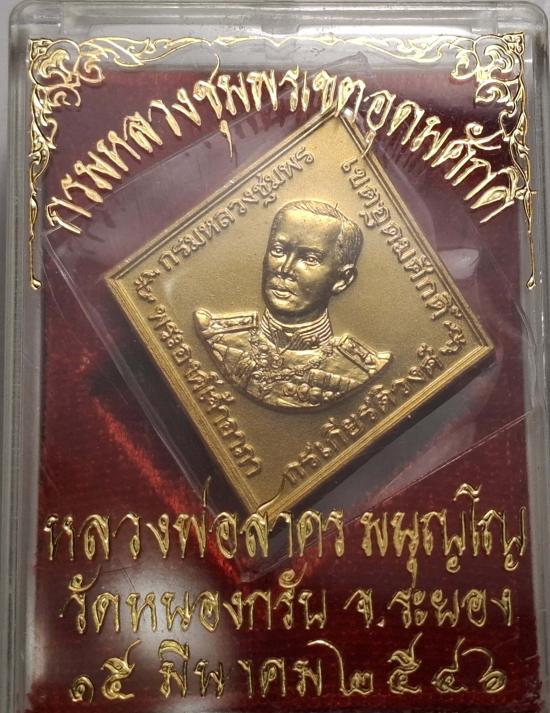 กรมหลวงชุมพรเขตอุดมศักดิ์
กรมหลวงชุมพร
เขตอุดมศักดิ์
พระองค์เจ้าอาภา
กรเกียรติวงศ์
หลวงพ่อสาคร มนุญฺโญ
วัดหนองกรับ จ.ระยอง
๑๕ มีนาคม ๒๕๔๖